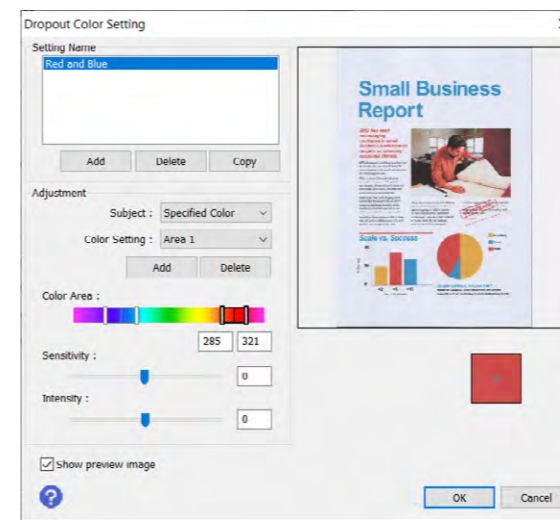 Dropout Color Setting
Setting Name
Red and Blue
Add Delete Copy
Adjustment
Subject : Specified Color
Color Setting : Area 1
Add Delete
Color Area :
285 321
Sensitivity :
0
Intensity :
0
Show preview image
?
OK Cancel
Small Business
Report
Scale vs. Success